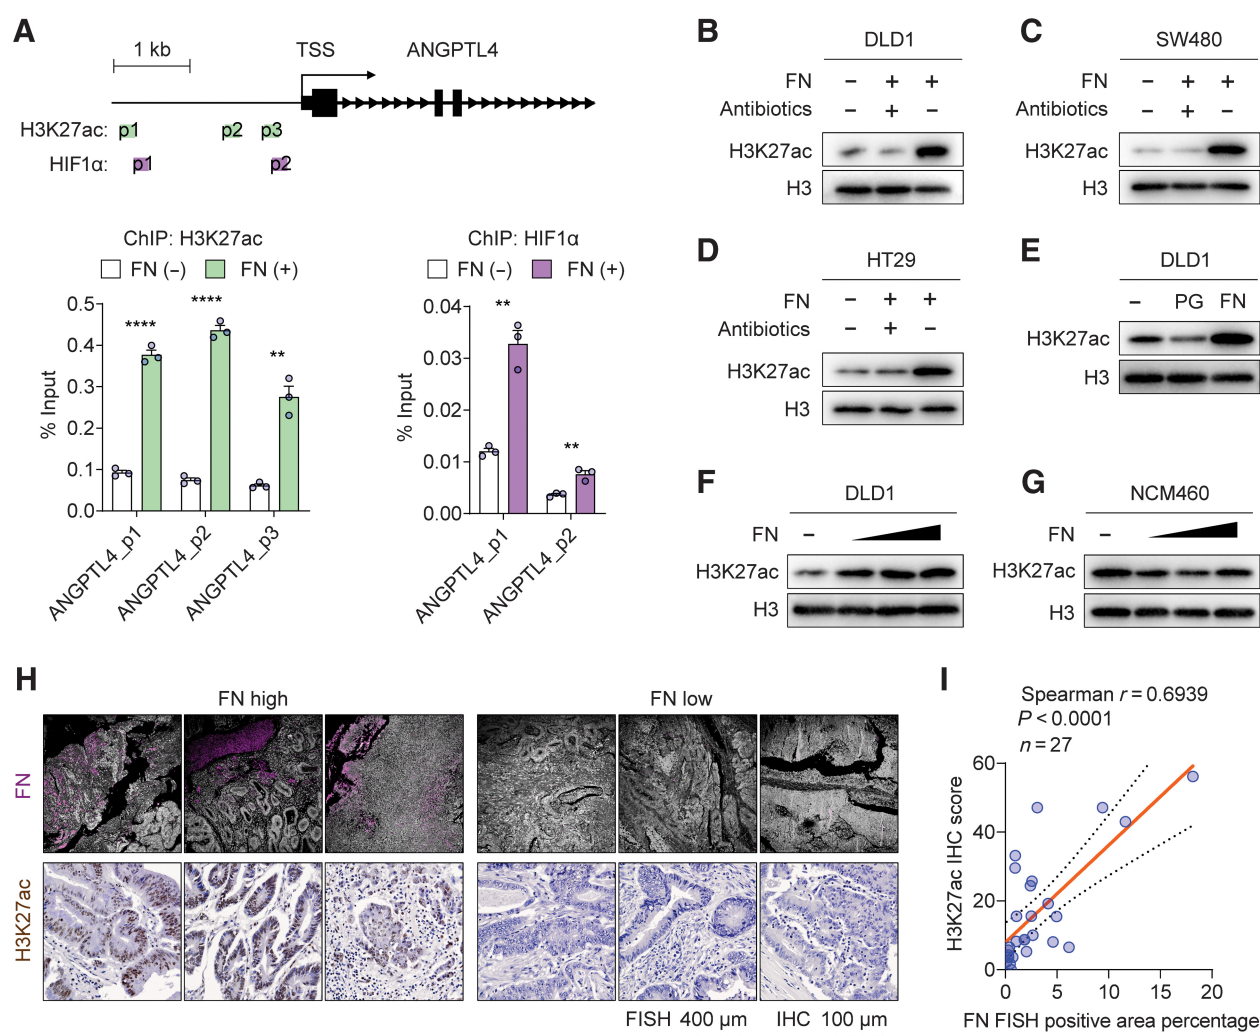 A
1 kb
TSS
ANGPTL4
H3K27ac: p1 p2 p3
HIF1α: p1 p2
ChIP: H3K27ac
FN (–) FN (+)
% Input
0.5
0.4
0.3
0.2
0.1
0.0
****
****
**
ANGPTL4_p1
ANGPTL4_p2
ANGPTL4_p3
ChIP: HIF1α
FN (–) FN (+)
% Input
0.04
0.03
0.02
0.01
0.00
**
**
ANGPTL4_p1
ANGPTL4_p2
B
DLD1
FN – + +
Antibiotics – + –
H3K27ac
H3
C
SW480
FN – + +
Antibiotics – + –
H3K27ac
H3
D
HT29
FN – + +
Antibiotics – + –
H3K27ac
H3
E
DLD1
– PG FN
H3K27ac
H3
F
DLD1
FN –
H3K27ac
H3
G
NCM460
FN –
H3K27ac
H3
H
FN high
FN low
FN
H3K27ac
FISH 400 μm
IHC 100 μm
I
Spearman r = 0.6939
P < 0.0001
n = 27
H3K27ac IHC score
60
40
20
0
0 5 10 15 20
FN FISH positive area percentage